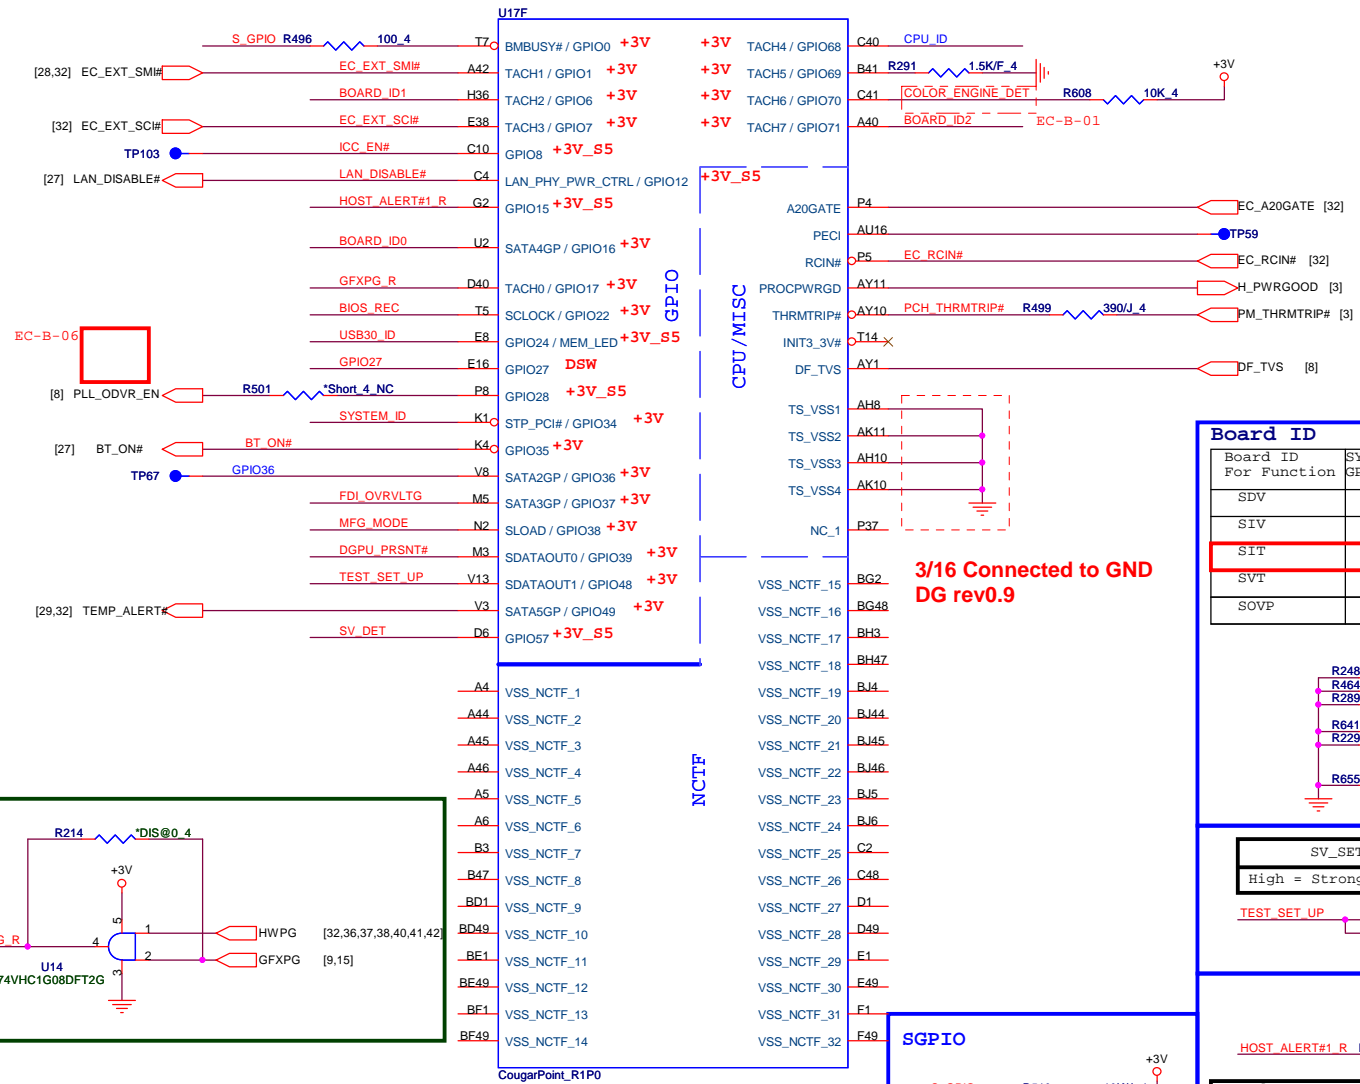 U17F
S_GPIO R496 100_4 T7 BMBUSY# / GPIO0 +3V +3V TACH4 / GPIO68 C40 CPU_ID
[28,32] EC_EXT_SMI# EC_EXT_SMI# A42 TACH1 / GPIO1 +3V +3V TACH5 / GPIO69 B41 R291 1.5K/F_4 +3V
BOARD_ID1 H36 TACH2 / GPIO6 +3V +3V TACH6 / GPIO70 C41 COLOR_ENGINE_DET R608 10K_4
[32] EC_EXT_SCI# EC_EXT_SCI# E38 TACH3 / GPIO7 +3V +3V TACH7 / GPIO71 A40 BOARD_ID2 EC-B-01
TP103 ICC_EN# C10 GPIO8 +3V_S5
[27] LAN_DISABLE# LAN_DISABLE# C4 LAN_PHY_PWR_CTRL / GPIO12 +3V_S5
HOST_ALERT#1_R G2 GPIO15 +3V_S5 A20GATE P4 EC_A20GATE [32]
PECI AU16 TP59
BOARD_ID0 U2 SATA4GP / GPIO16 +3V
RCIN# P5 EC_RCIN# EC_RCIN# [32]
GFXPG_R D40 TACH0 / GPIO17 +3V GPIO CPU/MISC PROCPWRGD AY11 H_PWRGOOD [3]
BIOS_REC T5 SCLOCK / GPIO22 +3V THRMTRIP# AY10 PCH_THRMTRIP# R499 390/J_4 PM_THRMTRIP# [3]
EC-B-06 USB30_ID E8 GPIO24 / MEM_LED +3V_S5 INIT3_3V# T14
GPIO27 E16 GPIO27 DSW DF_TVS AY1 DF_TVS [8]
[8] PLL_ODVR_EN R501 *Short_4_NC P8 GPIO28 +3V_S5
SYSTEM_ID K1 STP_PCI# / GPIO34 +3V TS_VSS1 AH8
[27] BT_ON# BT_ON# K4 GPIO35 +3V TS_VSS2 AK11
TP67 GPIO36 V8 SATA2GP / GPIO36 +3V TS_VSS3 AH10
FDI_OVRVLTG M5 SATA3GP / GPIO37 +3V TS_VSS4 AK10
MFG_MODE N2 SLOAD / GPIO38 +3V NC_1 P37
DGPU_PRSNT# M3 SDATAOUT0 / GPIO39 +3V
TEST_SET_UP V13 SDATAOUT1 / GPIO48 +3V VSS_NCTF_15 BG2
3/16 Connected to GND
DG rev0.9
[29,32] TEMP_ALERT# V3 SATA5GP / GPIO49 +3V VSS_NCTF_16 BG48
SV_DET D6 GPIO57 +3V_S5 VSS_NCTF_17 BH3
VSS_NCTF_18 BH47
A4 VSS_NCTF_1 VSS_NCTF_19 BJ4
A44 VSS_NCTF_2 VSS_NCTF_20 BJ44
A45 VSS_NCTF_3 VSS_NCTF_21 BJ45
A46 VSS_NCTF_4 NCTF VSS_NCTF_22 BJ46
A5 VSS_NCTF_5 VSS_NCTF_23 BJ5
A6 VSS_NCTF_6 VSS_NCTF_24 BJ6
B3 VSS_NCTF_7 VSS_NCTF_25 C2
B47 VSS_NCTF_8 VSS_NCTF_26 C48
BD1 VSS_NCTF_9 VSS_NCTF_27 D1
BD49 VSS_NCTF_10 VSS_NCTF_28 D49
BE1 VSS_NCTF_11 VSS_NCTF_29 E1
BE49 VSS_NCTF_12 VSS_NCTF_30 E49
BF1 VSS_NCTF_13 VSS_NCTF_31 F1
BF49 VSS_NCTF_14 VSS_NCTF_32 F49
CougarPoint_R1P0
Board ID
Board ID
For Function
SDV
SIV
SIT
SVT
SOVP
R248
R464
R289
R641
R229
R655
SV_SET
High = Strong
TEST_SET_UP
HOST_ALERT#1_R
SGPIO
+3V
R214 *DIS@0_4
+3V
5
1 HWPG [32,36,37,38,40,41,42]
4
2 GFXPG [9,15]
3
U14
74VHC1G08DFT2G